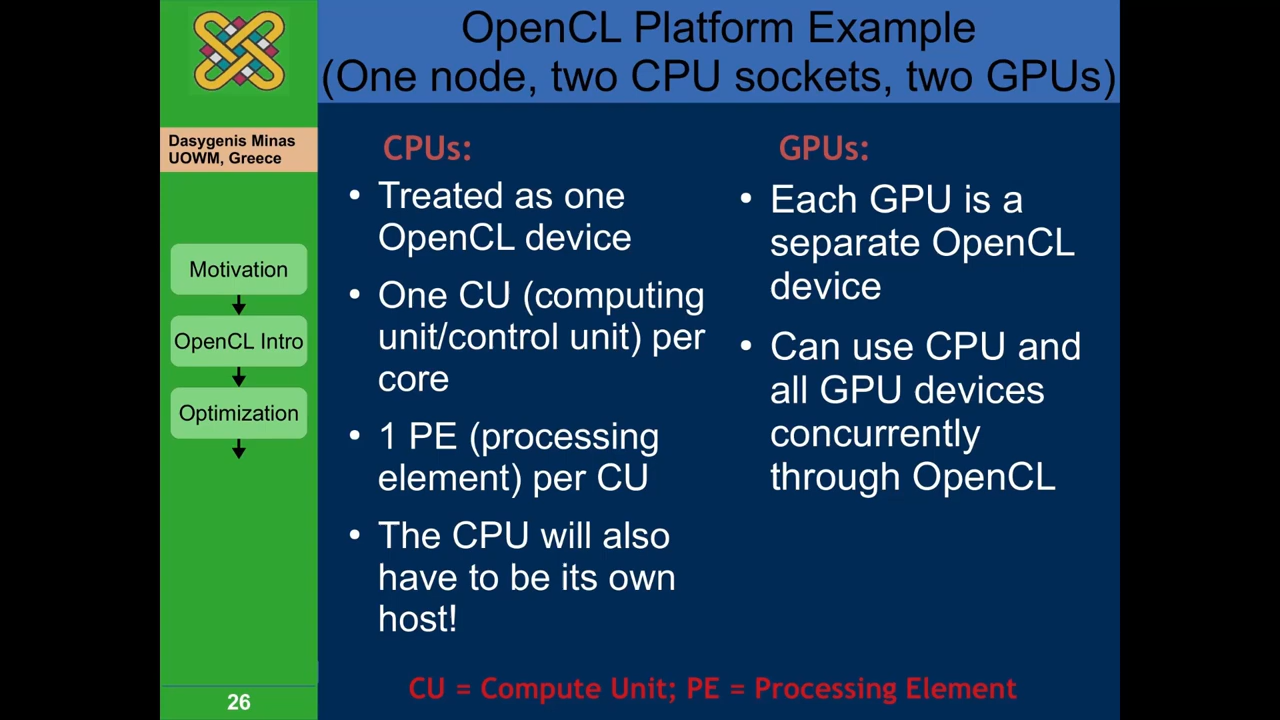 OpenCL Platform Example
(One node, two CPU sockets, two GPUs)
Dasygenis Minas
UOWM, Greece
Motivation
OpenCL Intro
Optimization
CPUs:
• Treated as one
OpenCL device
• One CU (computing
unit/control unit) per
core
• 1 PE (processing
element) per CU
• The CPU will also
have to be its own
host!
GPUs:
• Each GPU is a
separate OpenCL
device
• Can use CPU and
all GPU devices
concurrently
through OpenCL
CU = Compute Unit; PE = Processing Element
26